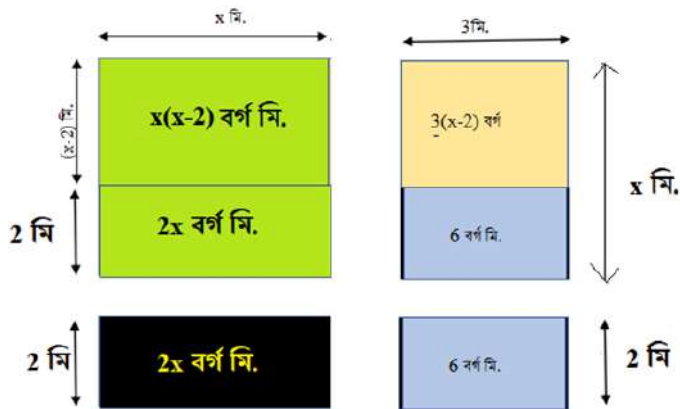 x মি.
3মি.
(x-2) মি.
x(x-2) বর্গ মি.
3(x-2) বর্গ
x মি.
2 মি
2x বর্গ মি.
6 বর্গ মি.
2 মি
2x বর্গ মি.
6 বর্গ মি.
2 মি